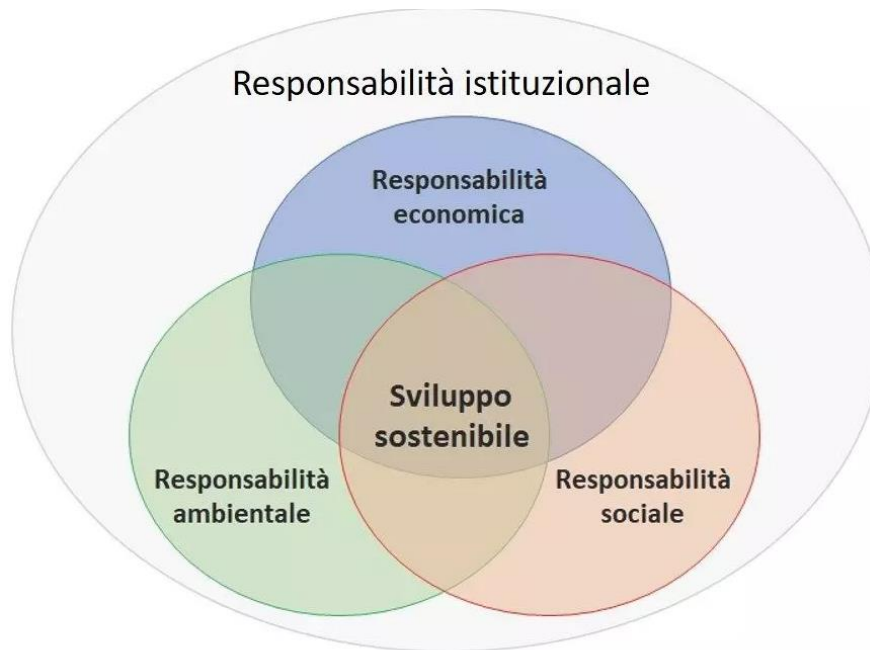 Responsabilità istituzionale
Responsabilità
economica
Sviluppo
sostenibile
Responsabilità
ambientale
Responsabilità
sociale